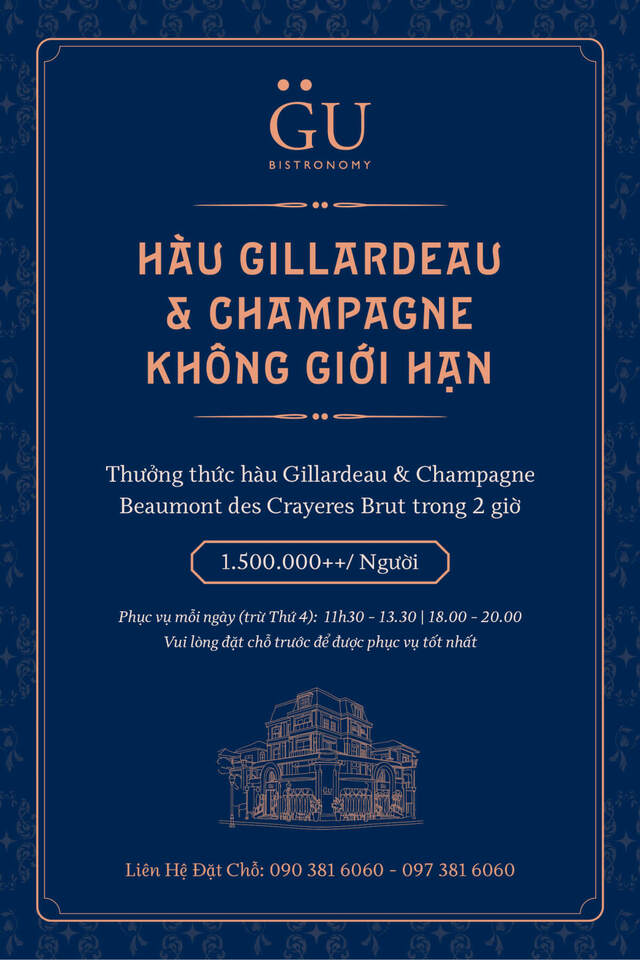 GU
BISTRONOMY
HÀU GILLARDEAU
& CHAMPAGNE
KHÔNG GIỚI HẠN
Thưởng thức hàu Gillardeau & Champagne
Beaumont des Crayeres Brut trong 2 giờ
1.500.000++/ Người
Phục vụ mỗi ngày (trừ Thứ 4): 11h30 - 13.30 | 18.00 - 20.00
Vui lòng đặt chỗ trước để được phục vụ tốt nhất
GU
Liên Hệ Đặt Chỗ: 090 381 6060 - 097 381 6060